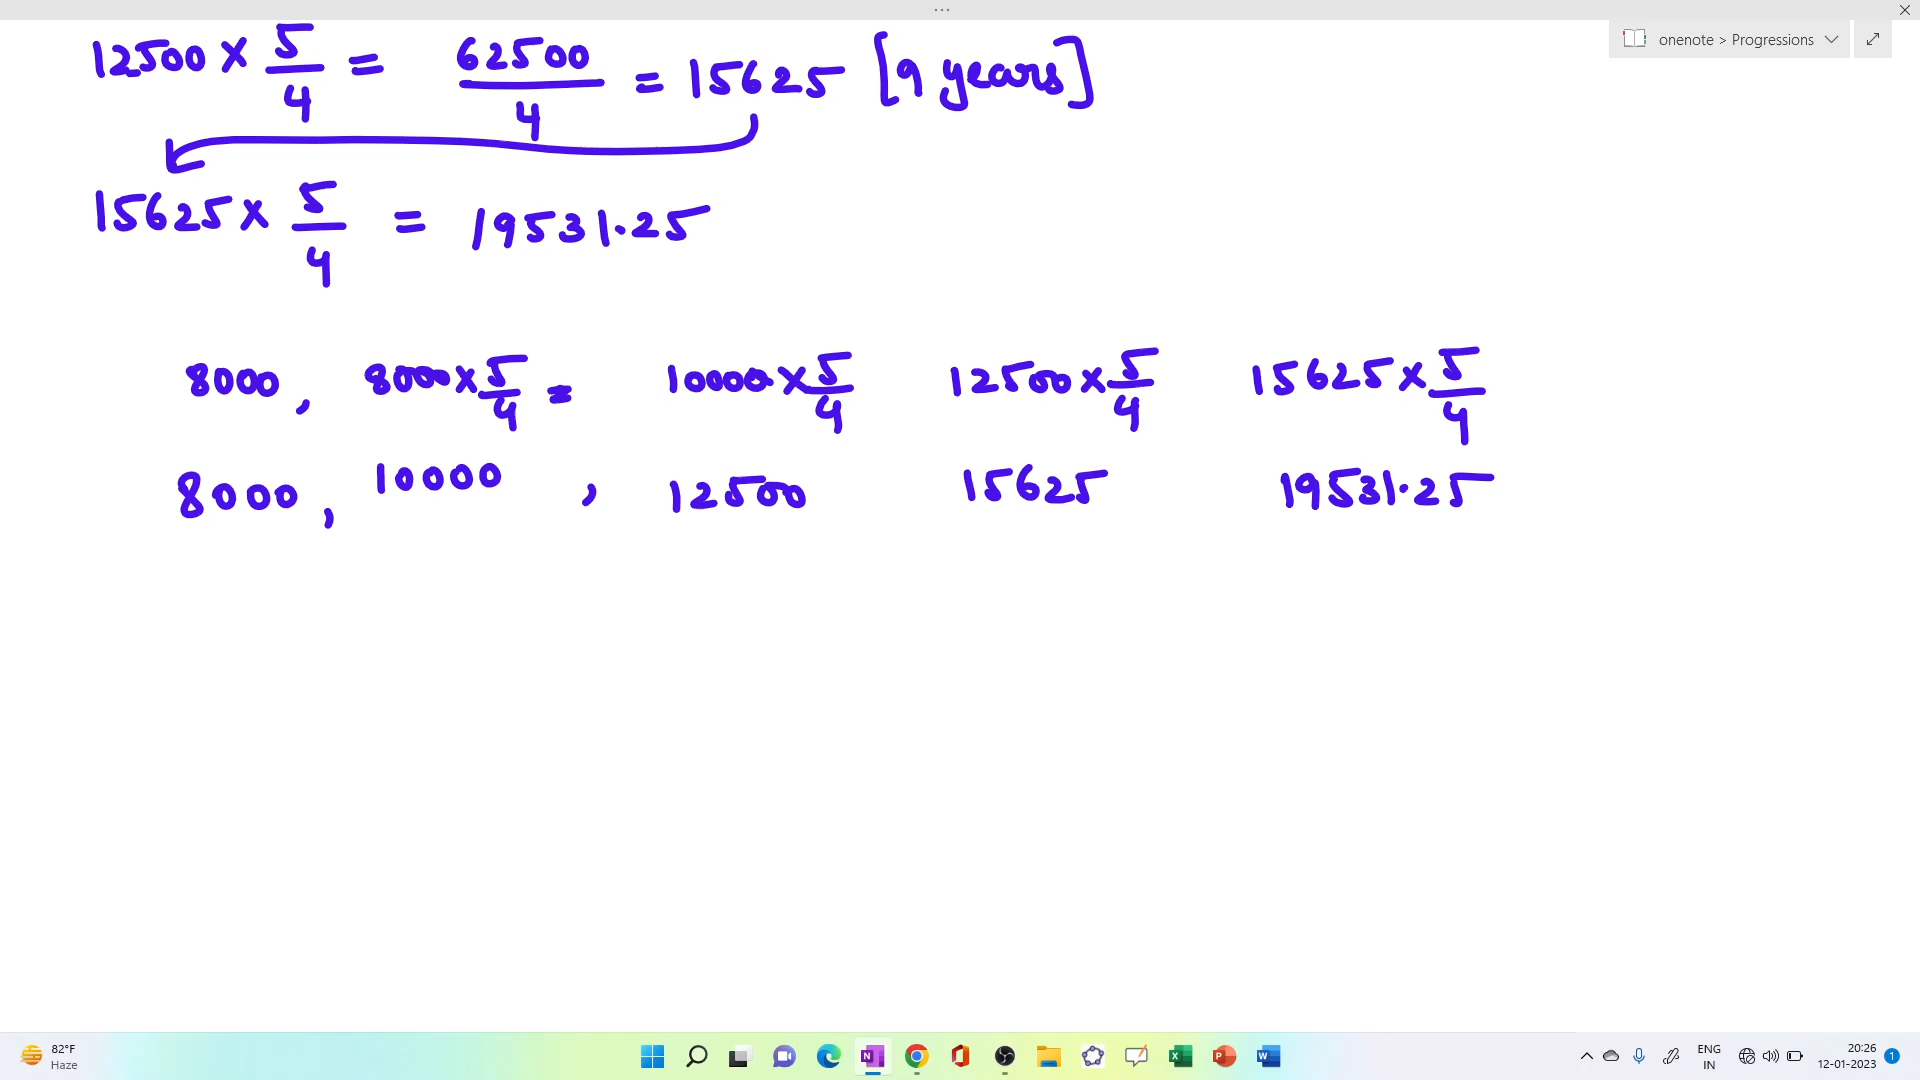 onenote > Progressions
12500 × 5/4 = 62500/4 = 15625 [9 years]
15625 × 5/4 = 19531.25
8000, 8000 × 5/4 = 10000 × 5/4 12500 × 5/4 15625 × 5/4
8000, 10000 , 12500 15625 19531.25
82°F
Haze
ENG
IN
20:26
12-01-2023
1